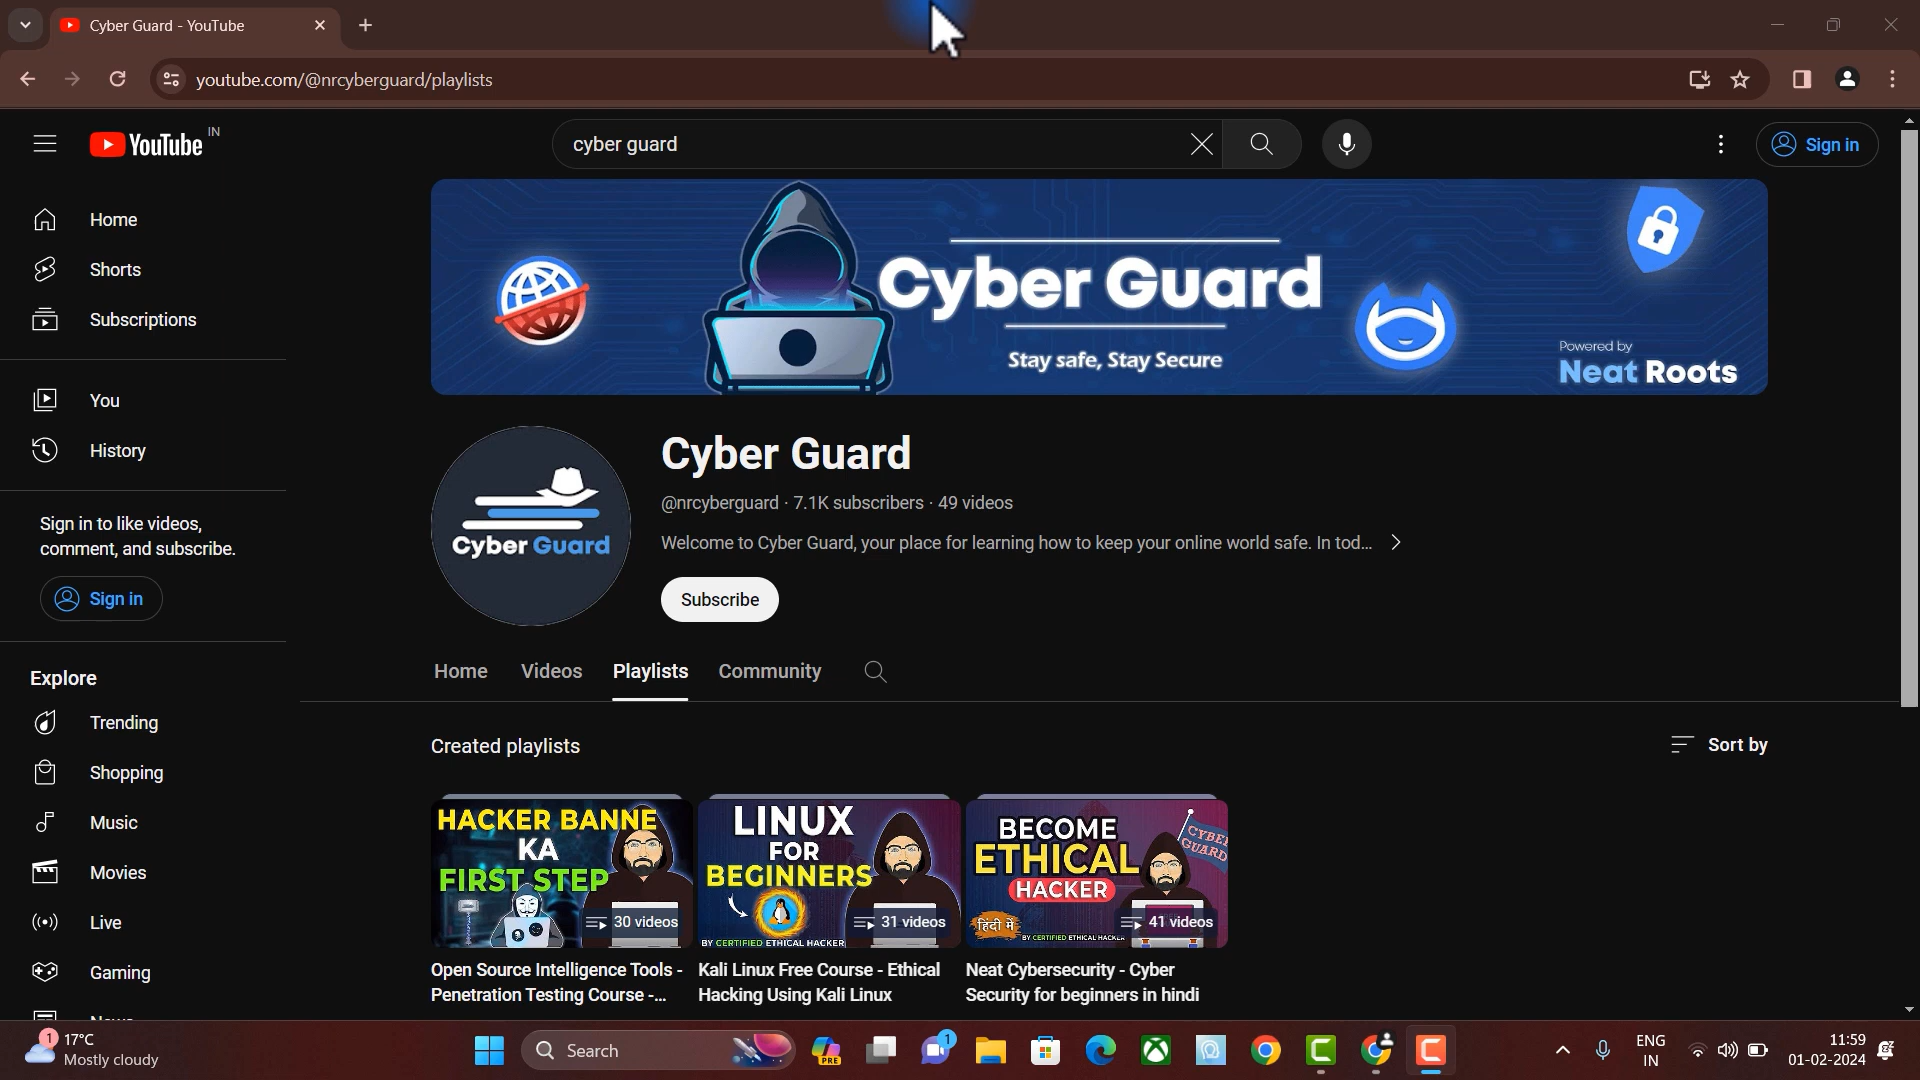 Cyber Guard - YouTube
youtube.com/@nrcyberguard/playlists
YouTube IN
cyber guard
Sign in
Home
Shorts
Subscriptions
You
History
Sign in to like videos,
comment, and subscribe.
Sign in
Explore
Trending
Shopping
Music
Movies
Live
Gaming
Cyber Guard
Stay safe, Stay Secure
Powered by
Neat Roots
Cyber Guard
Cyber Guard
@nrcyberguard · 7.1K subscribers · 49 videos
Welcome to Cyber Guard, your place for learning how to keep your online world safe. In tod...
Subscribe
Home Videos Playlists Community
Created playlists
Sort by
HACKER BANNE
KA
FIRST STEP
30 videos
Open Source Intelligence Tools -
Penetration Testing Course -...
LINUX
FOR
BEGINNERS
31 videos
BY CERTIFIED ETHICAL HACKER
Kali Linux Free Course - Ethical
Hacking Using Kali Linux
BECOME
ETHICAL
HACKER
CYBER
GUARD
हिंदी में
41 videos
BY CERTIFIED ETHICAL HACKER
Neat Cybersecurity - Cyber
Security for beginners in hindi
1
17°C
Mostly cloudy
Search
PRE
1
ENG
IN
11:59
01-02-2024